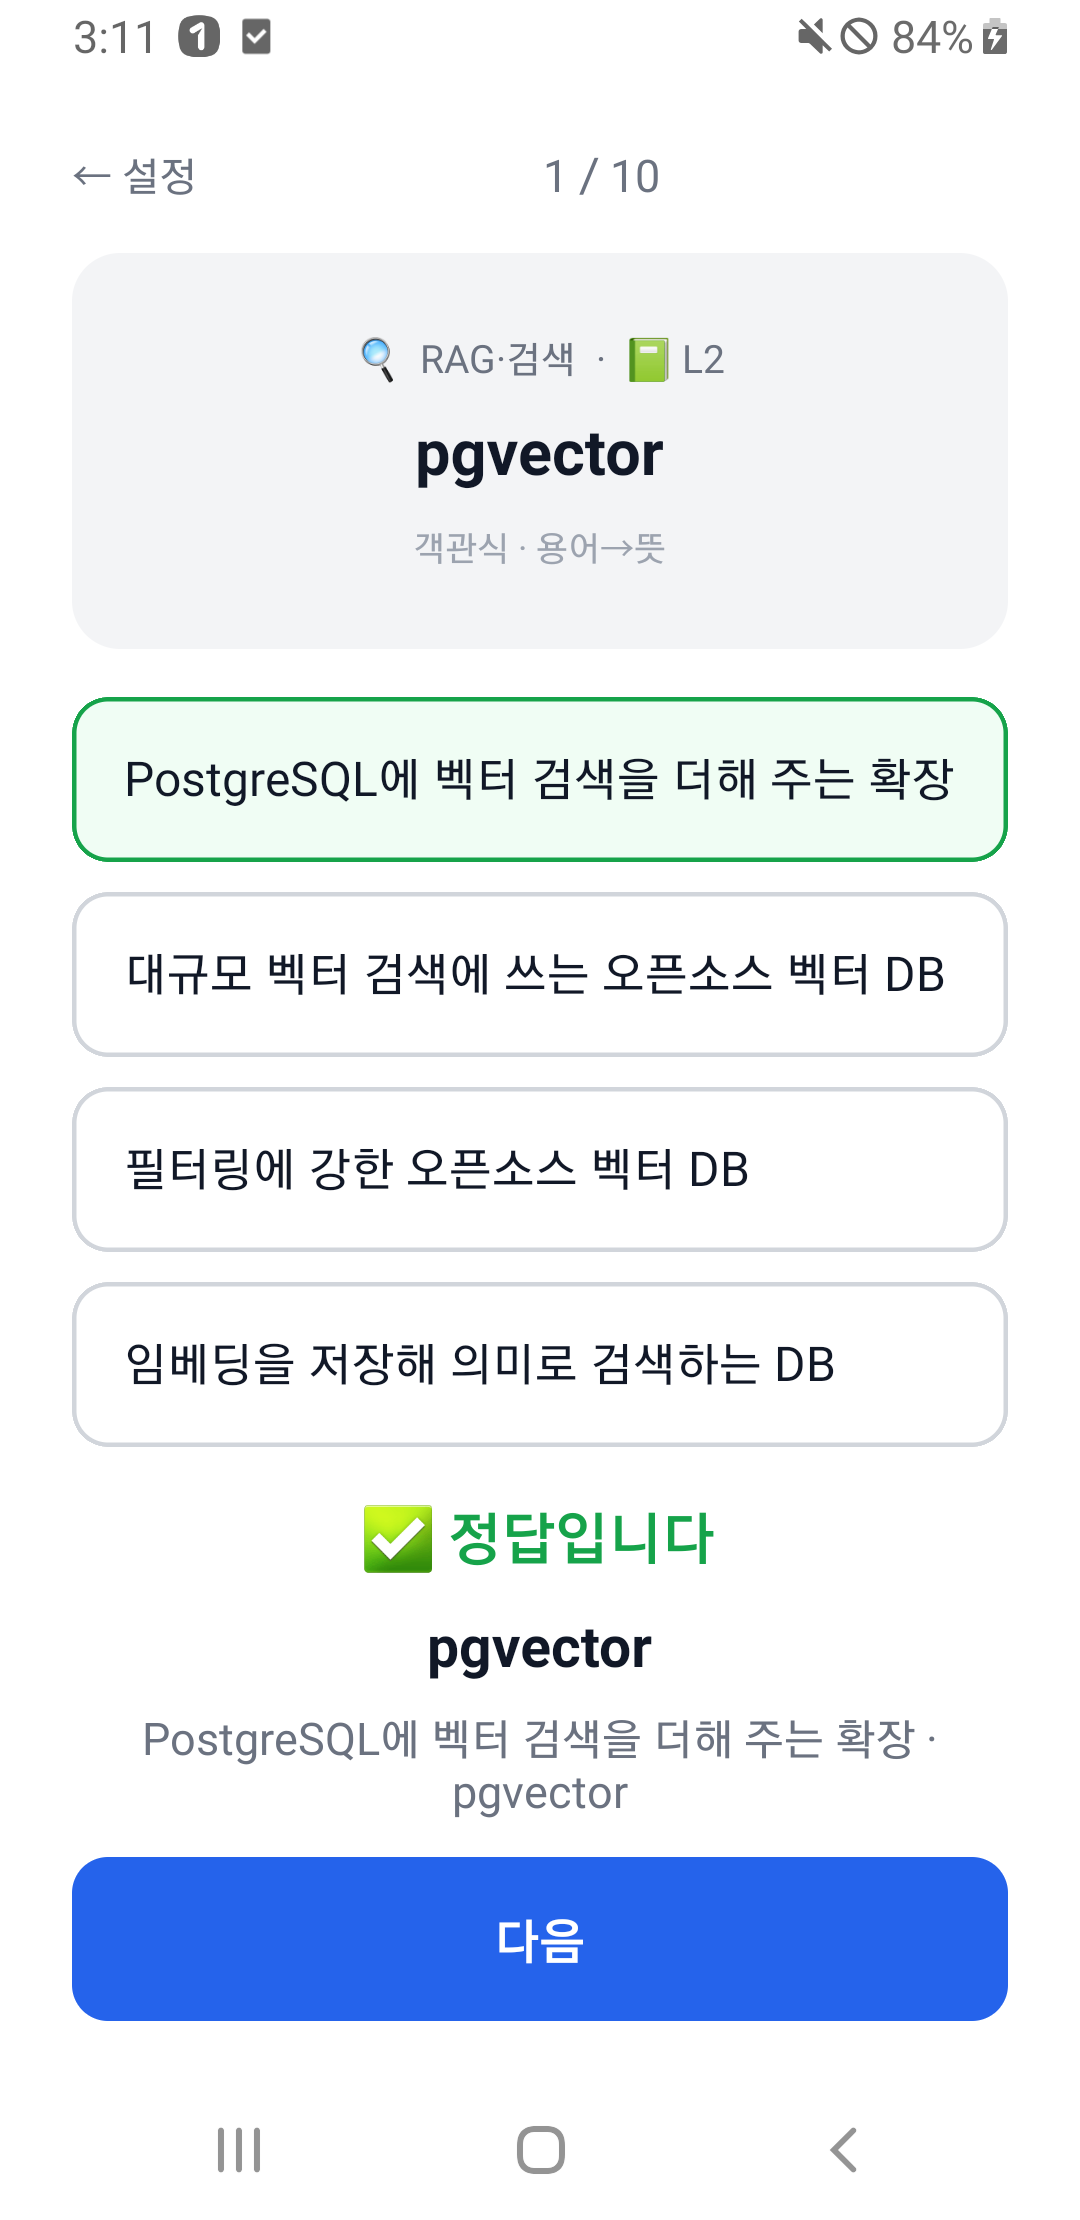 3:11 1 84%
← 설정 1 / 10
RAG·검색 · L2
pgvector
객관식 · 용어→뜻
PostgreSQL에 벡터 검색을 더해 주는 확장
대규모 벡터 검색에 쓰는 오픈소스 벡터 DB
필터링에 강한 오픈소스 벡터 DB
임베딩을 저장해 의미로 검색하는 DB
✅ 정답입니다
pgvector
PostgreSQL에 벡터 검색을 더해 주는 확장 ·
pgvector
다음